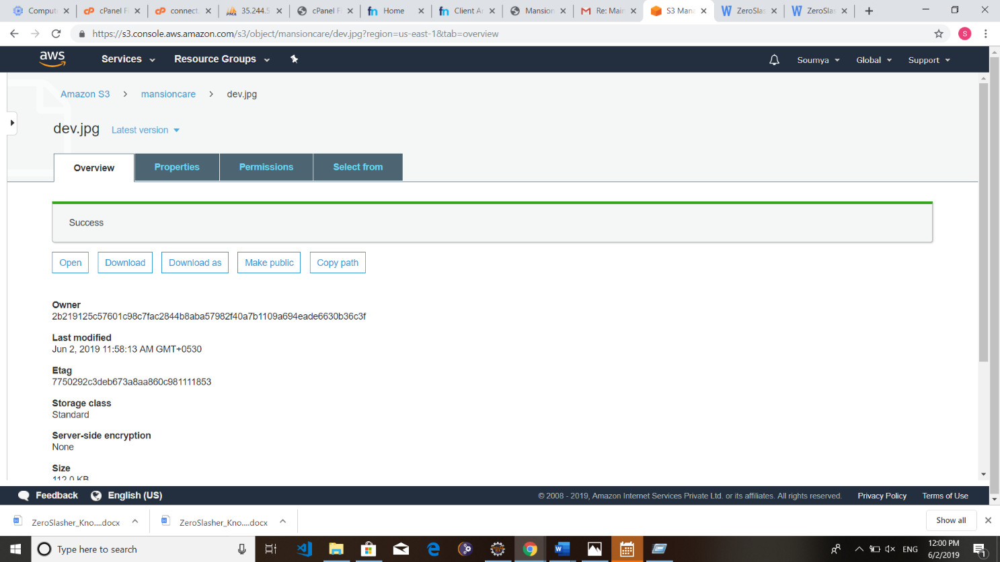 Comput
cPanel F
connect.
35.244.5
cPanel F
Home
Client A
Mansion
Re: Mai
S3 Mana
ZeroSlas
ZeroSlas
https://s3.console.aws.amazon.com/s3/object/mansioncare/dev.jpg?region=us-east-1&tab=overview
S
aws
Services
Resource Groups
Soumya
Global
Support
Amazon S3 > mansioncare > dev.jpg
dev.jpg
Latest version
Overview
Properties
Permissions
Select from
Success
Open
Download
Download as
Make public
Copy path
Owner
2b219125c57601c98c7fac2844b8aba57982f40a7b1109a694eade6630b36c3f
Last modified
Jun 2, 2019 11:58:13 AM GMT+0530
Etag
7750292c3deb673a8aa860c981111853
Storage class
Standard
Server-side encryption
None
Size
112.0 KB
Feedback
English (US)
© 2008 - 2019, Amazon Internet Services Private Ltd. or its affiliates. All rights reserved.
Privacy Policy
Terms of Use
ZeroSlasher_Kno....docx
ZeroSlasher_Kno....docx
Show all
Type here to search
ENG
12:00 PM
6/2/2019
1